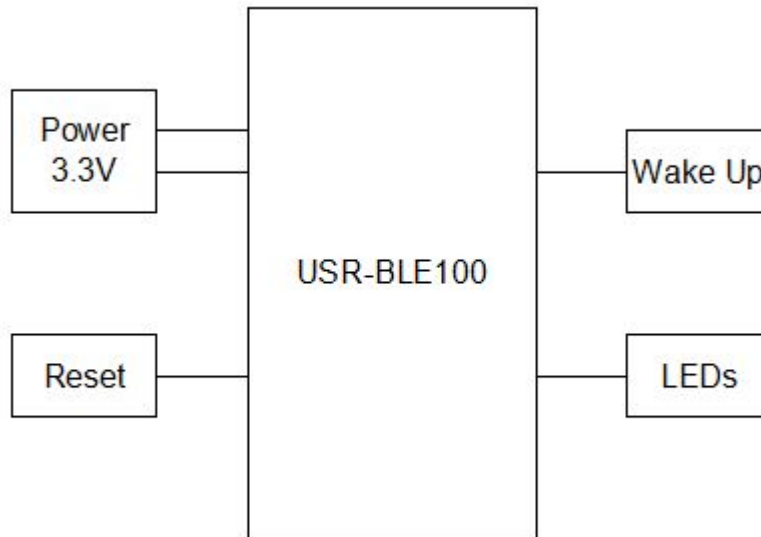 Power
3.3V
Wake Up
USR-BLE100
Reset
LEDs